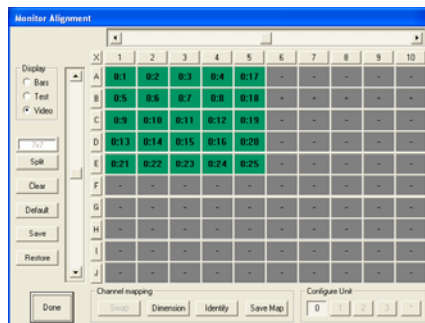 Monitor Alignment
X 1 2 3 4 5 6 7 8 9 10
Display
Bars
Test
Video
7x7
Split
Clear
Default
Save
Restore
Done
A 0:1 0:2 0:3 0:4 0:17 - - - - -
B 0:5 0:6 0:7 0:8 0:18 - - - - -
C 0:9 0:10 0:11 0:12 0:19 - - - - -
D 0:13 0:14 0:15 0:16 0:20 - - - - -
E 0:21 0:22 0:23 0:24 0:25 - - - - -
F - - - - - - - - - -
G - - - - - - - - - -
H - - - - - - - - - -
I - - - - - - - - - -
J - - - - - - - - - -
Channel mapping
Swap Dimension Identify Save Map
Configure Unit
0 1 2 3 *